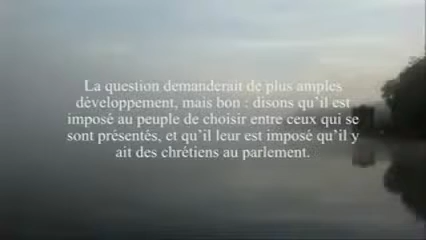 La question demanderait de plus amples
développement, mais bon : disons qu'il est
imposé au peuple de choisir entre ceux qui se
sont présentés, et qu'il leur est imposé qu'il y
ait des chrétiens au parlement.